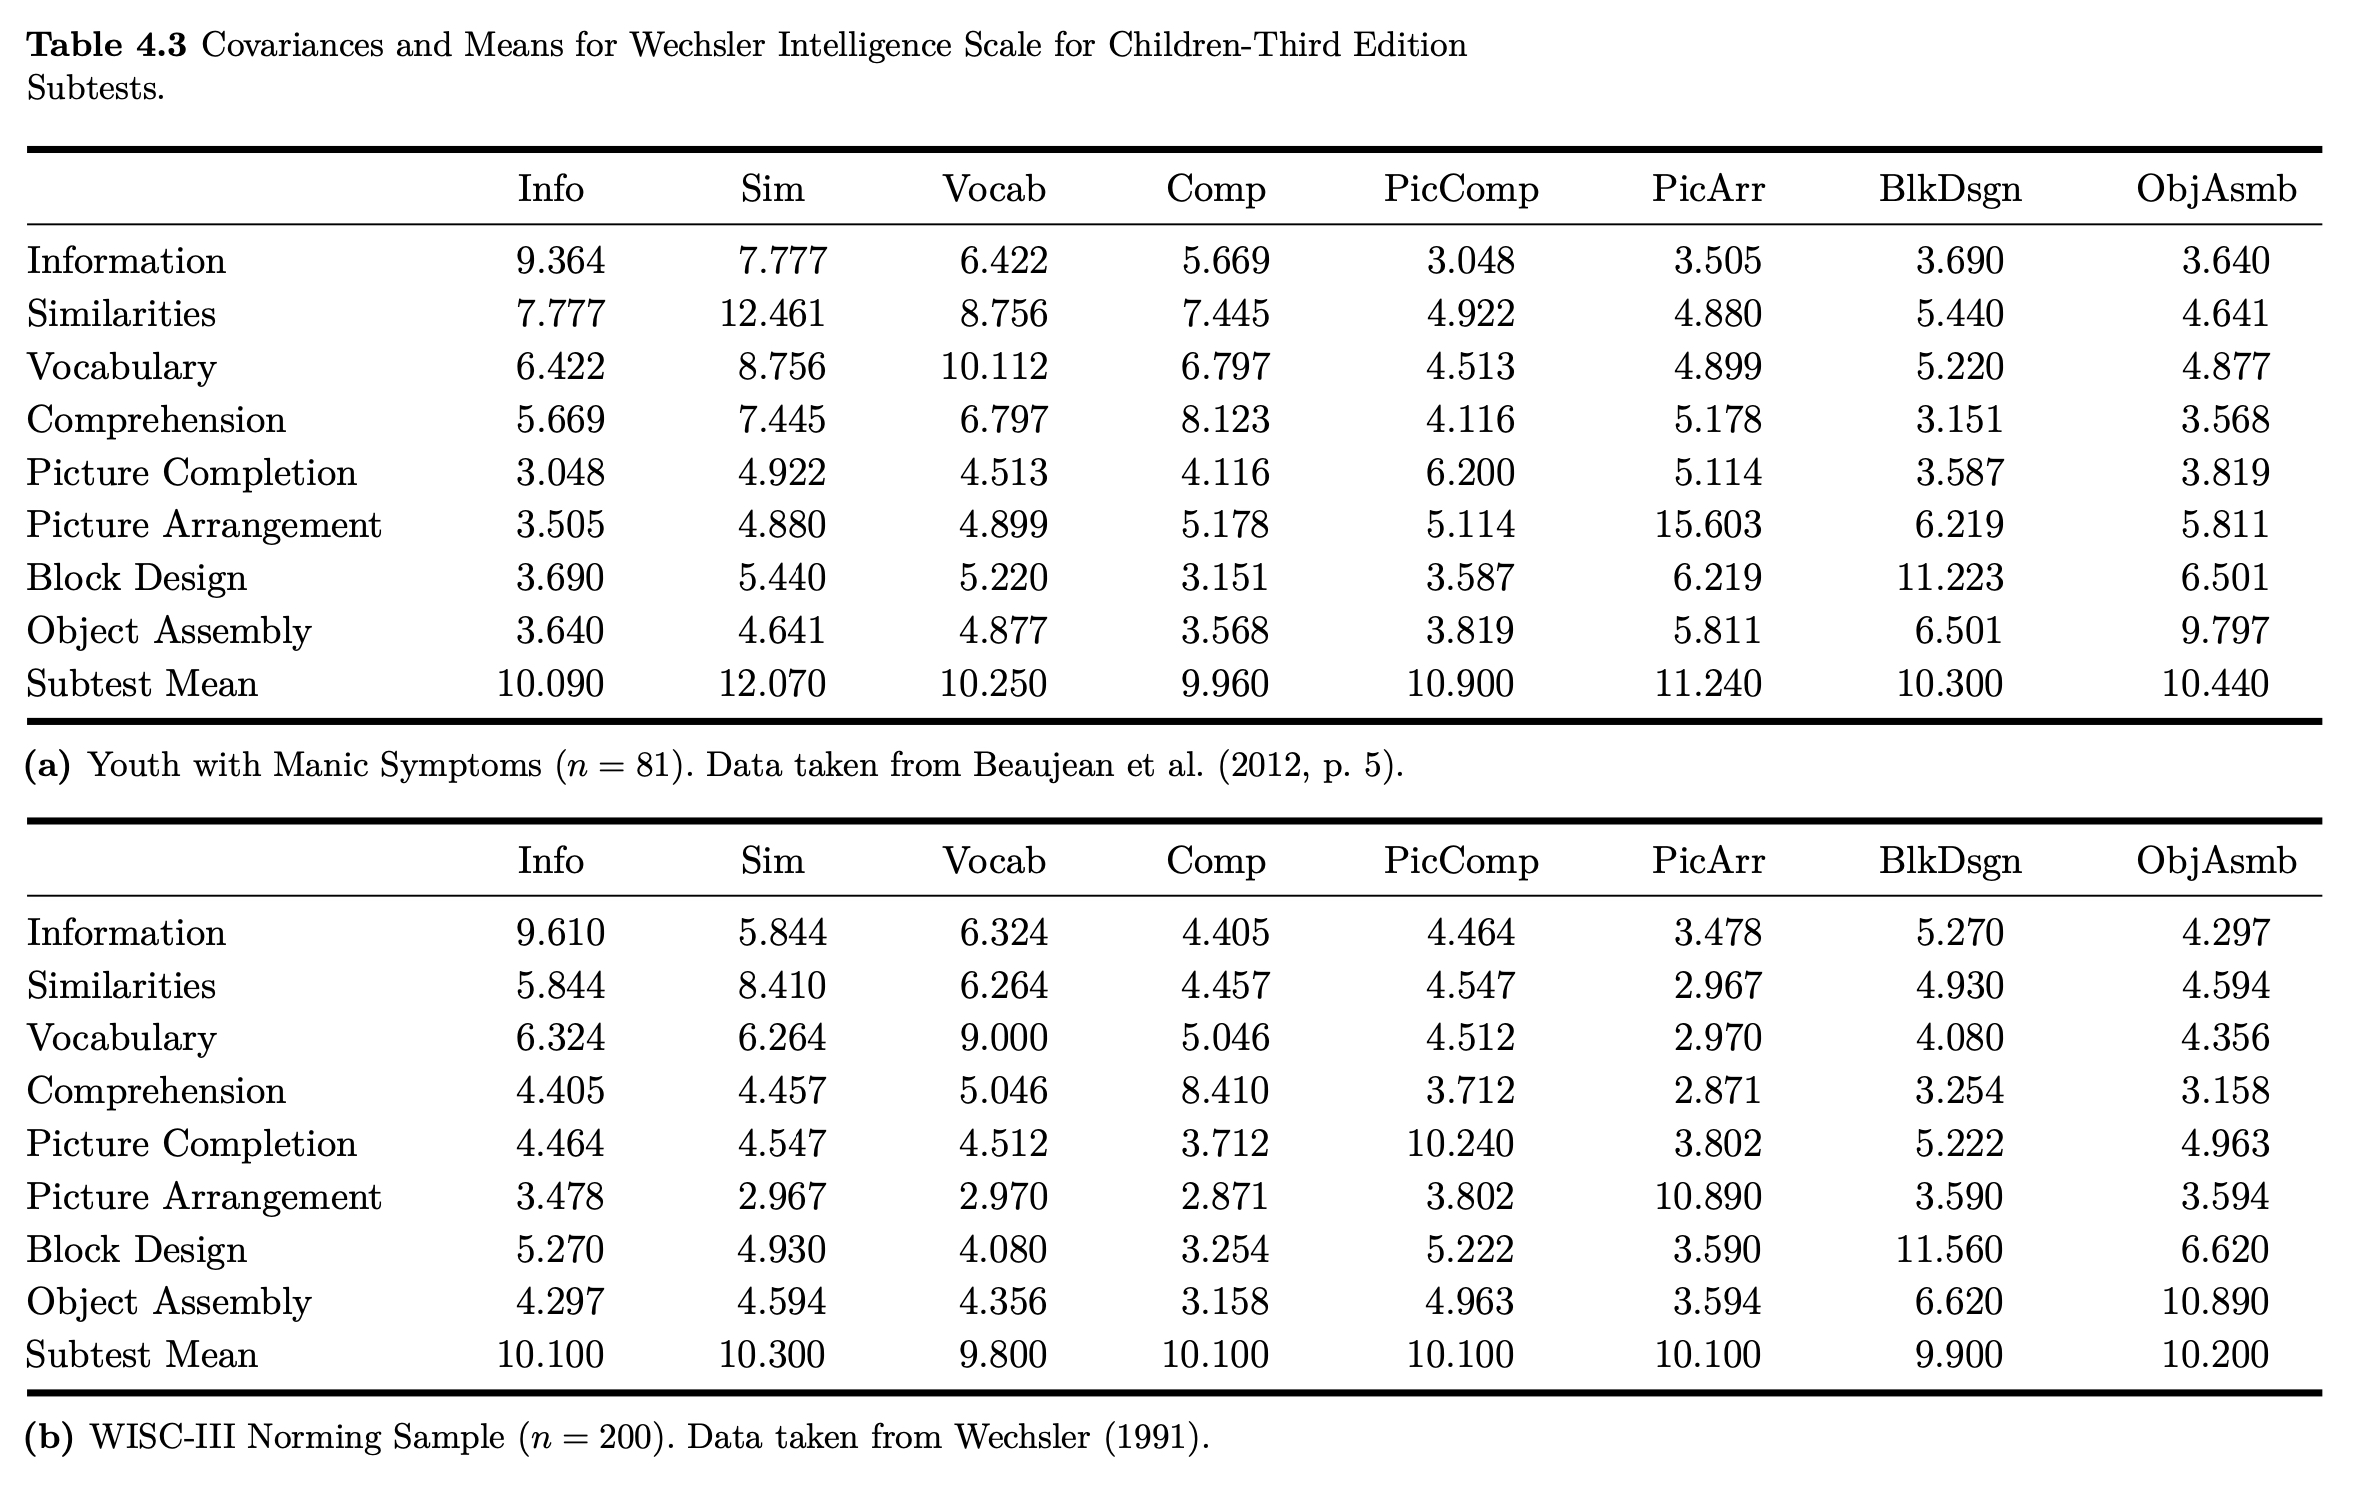 Table 4.3 Covariances and Means for Wechsler Intelligence Scale for Children-Third Edition
Subtests.
Info Sim Vocab Comp PicComp PicArr BlkDsgn ObjAsmb
Information 9.364 7.777 6.422 5.669 3.048 3.505 3.690 3.640
Similarities 7.777 12.461 8.756 7.445 4.922 4.880 5.440 4.641
Vocabulary 6.422 8.756 10.112 6.797 4.513 4.899 5.220 4.877
Comprehension 5.669 7.445 6.797 8.123 4.116 5.178 3.151 3.568
Picture Completion 3.048 4.922 4.513 4.116 6.200 5.114 3.587 3.819
Picture Arrangement 3.505 4.880 4.899 5.178 5.114 15.603 6.219 5.811
Block Design 3.690 5.440 5.220 3.151 3.587 6.219 11.223 6.501
Object Assembly 3.640 4.641 4.877 3.568 3.819 5.811 6.501 9.797
Subtest Mean 10.090 12.070 10.250 9.960 10.900 11.240 10.300 10.440
(a) Youth with Manic Symptoms (n = 81). Data taken from Beaujean et al. (2012, p. 5).
Info Sim Vocab Comp PicComp PicArr BlkDsgn ObjAsmb
Information 9.610 5.844 6.324 4.405 4.464 3.478 5.270 4.297
Similarities 5.844 8.410 6.264 4.457 4.547 2.967 4.930 4.594
Vocabulary 6.324 6.264 9.000 5.046 4.512 2.970 4.080 4.356
Comprehension 4.405 4.457 5.046 8.410 3.712 2.871 3.254 3.158
Picture Completion 4.464 4.547 4.512 3.712 10.240 3.802 5.222 4.963
Picture Arrangement 3.478 2.967 2.970 2.871 3.802 10.890 3.590 3.594
Block Design 5.270 4.930 4.080 3.254 5.222 3.590 11.560 6.620
Object Assembly 4.297 4.594 4.356 3.158 4.963 3.594 6.620 10.890
Subtest Mean 10.100 10.300 9.800 10.100 10.100 10.100 9.900 10.200
(b) WISC-III Norming Sample (n = 200). Data taken from Wechsler (1991).